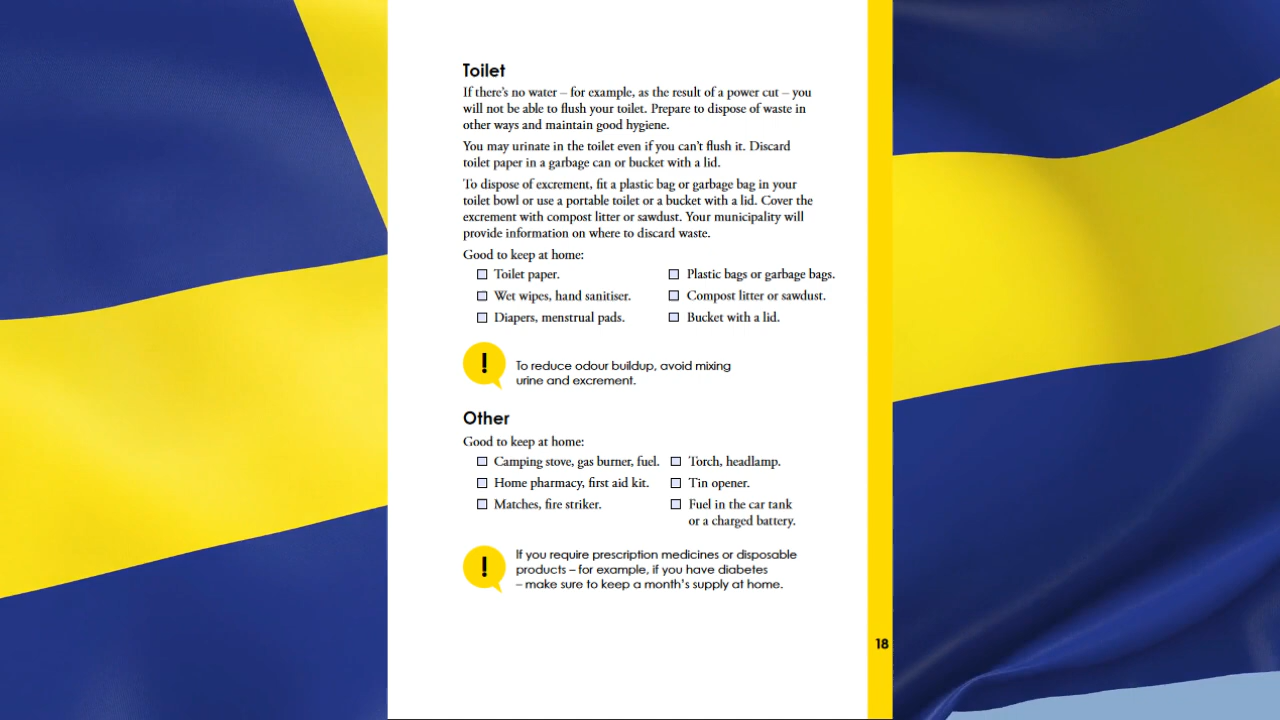 Toilet
If there's no water – for example, as the result of a power cut – you
will not be able to flush your toilet. Prepare to dispose of waste in
other ways and maintain good hygiene.
You may urinate in the toilet even if you can't flush it. Discard
toilet paper in a garbage can or bucket with a lid.
To dispose of excrement, fit a plastic bag or garbage bag in your
toilet bowl or use a portable toilet or a bucket with a lid. Cover the
excrement with compost litter or sawdust. Your municipality will
provide information on where to discard waste.
Good to keep at home:
Toilet paper.
Wet wipes, hand sanitiser.
Diapers, menstrual pads.
Plastic bags or garbage bags.
Compost litter or sawdust.
Bucket with a lid.
!
To reduce odour buildup, avoid mixing
urine and excrement.
Other
Good to keep at home:
Camping stove, gas burner, fuel.
Home pharmacy, first aid kit.
Matches, fire striker.
Torch, headlamp.
Tin opener.
Fuel in the car tank
or a charged battery.
!
If you require prescription medicines or disposable
products – for example, if you have diabetes
– make sure to keep a month's supply at home.
18